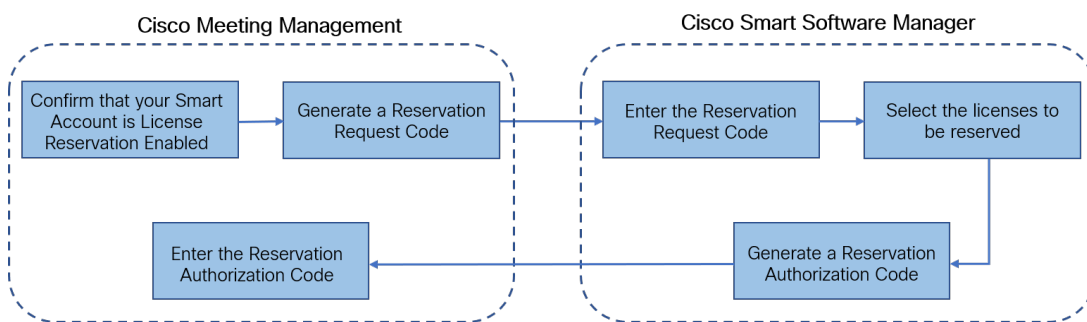 Cisco Meeting Management
Cisco Smart Software Manager
Confirm that your Smart
Account is License
Reservation Enabled
Generate a Reservation
Request Code
Enter the Reservation
Request Code
Select the licenses to
be reserved
Generate a Reservation
Authorization Code
Enter the Reservation
Authorization Code